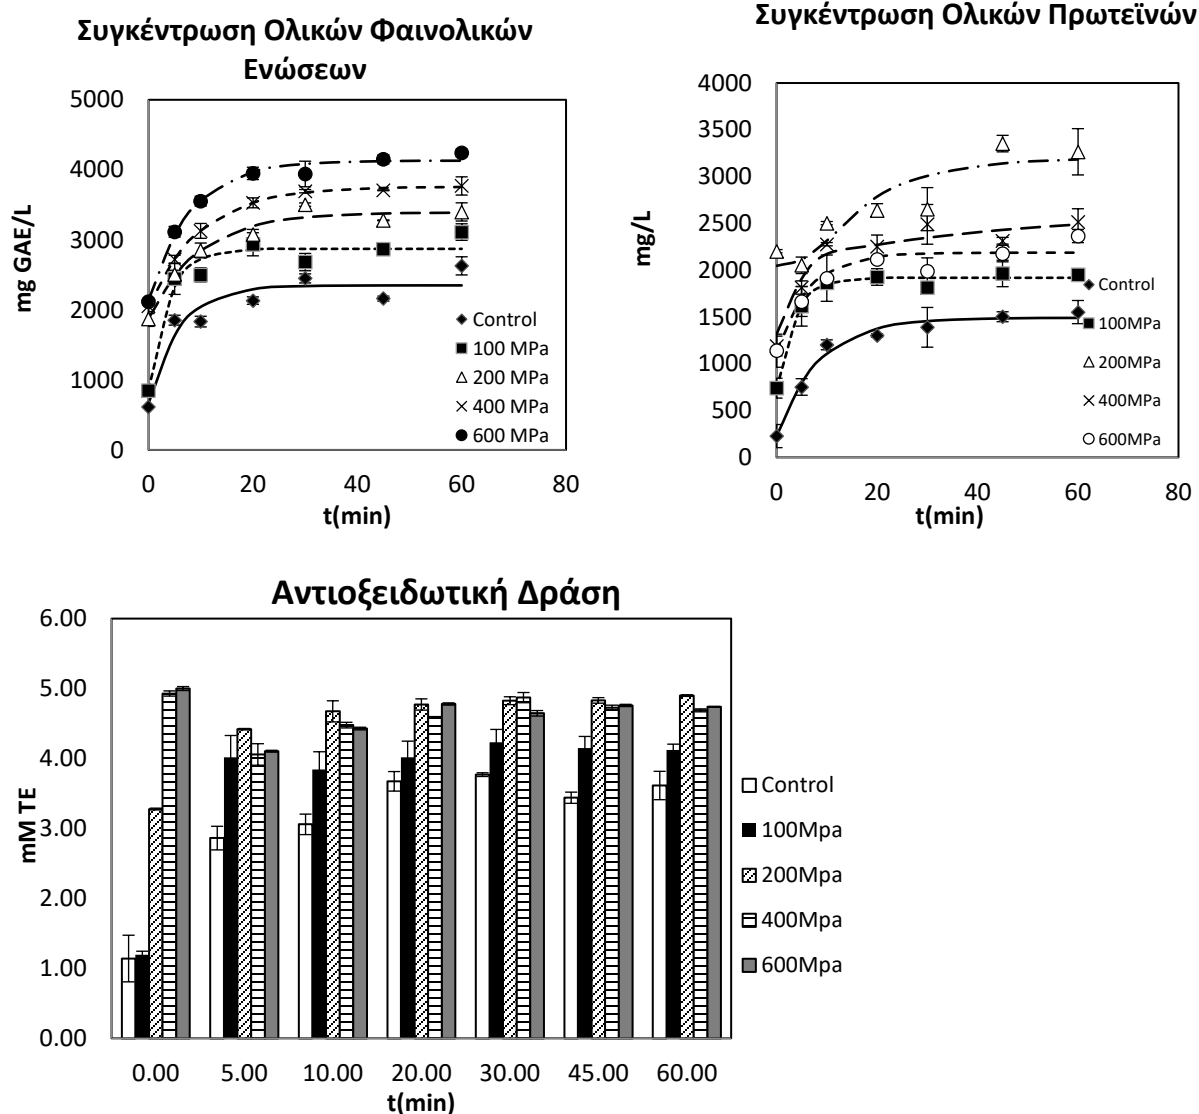 Συγκέντρωση Ολικών Φαινολικών
Ενώσεων
5000
4000
3000
2000
1000
0
mg GAE/L
0 20 40 60 80
t(min)
Control
100 MPa
200 MPa
400 MPa
600 MPa
Συγκέντρωση Ολικών Πρωτεϊνών
4000
3500
3000
2500
2000
1500
1000
500
0
mg/L
0 20 40 60 80
t(min)
Control
100MPa
200MPa
400MPa
600MPa
Αντιοξειδωτική Δράση
6.00
5.00
4.00
3.00
2.00
1.00
0.00
mM TE
0.00 5.00 10.00 20.00 30.00 45.00 60.00
t(min)
Control
100Mpa
200Mpa
400Mpa
600Mpa